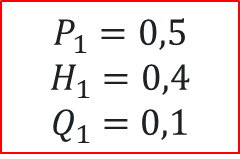 P₁ = 0,5
H₁ = 0,4
Q₁ = 0,1